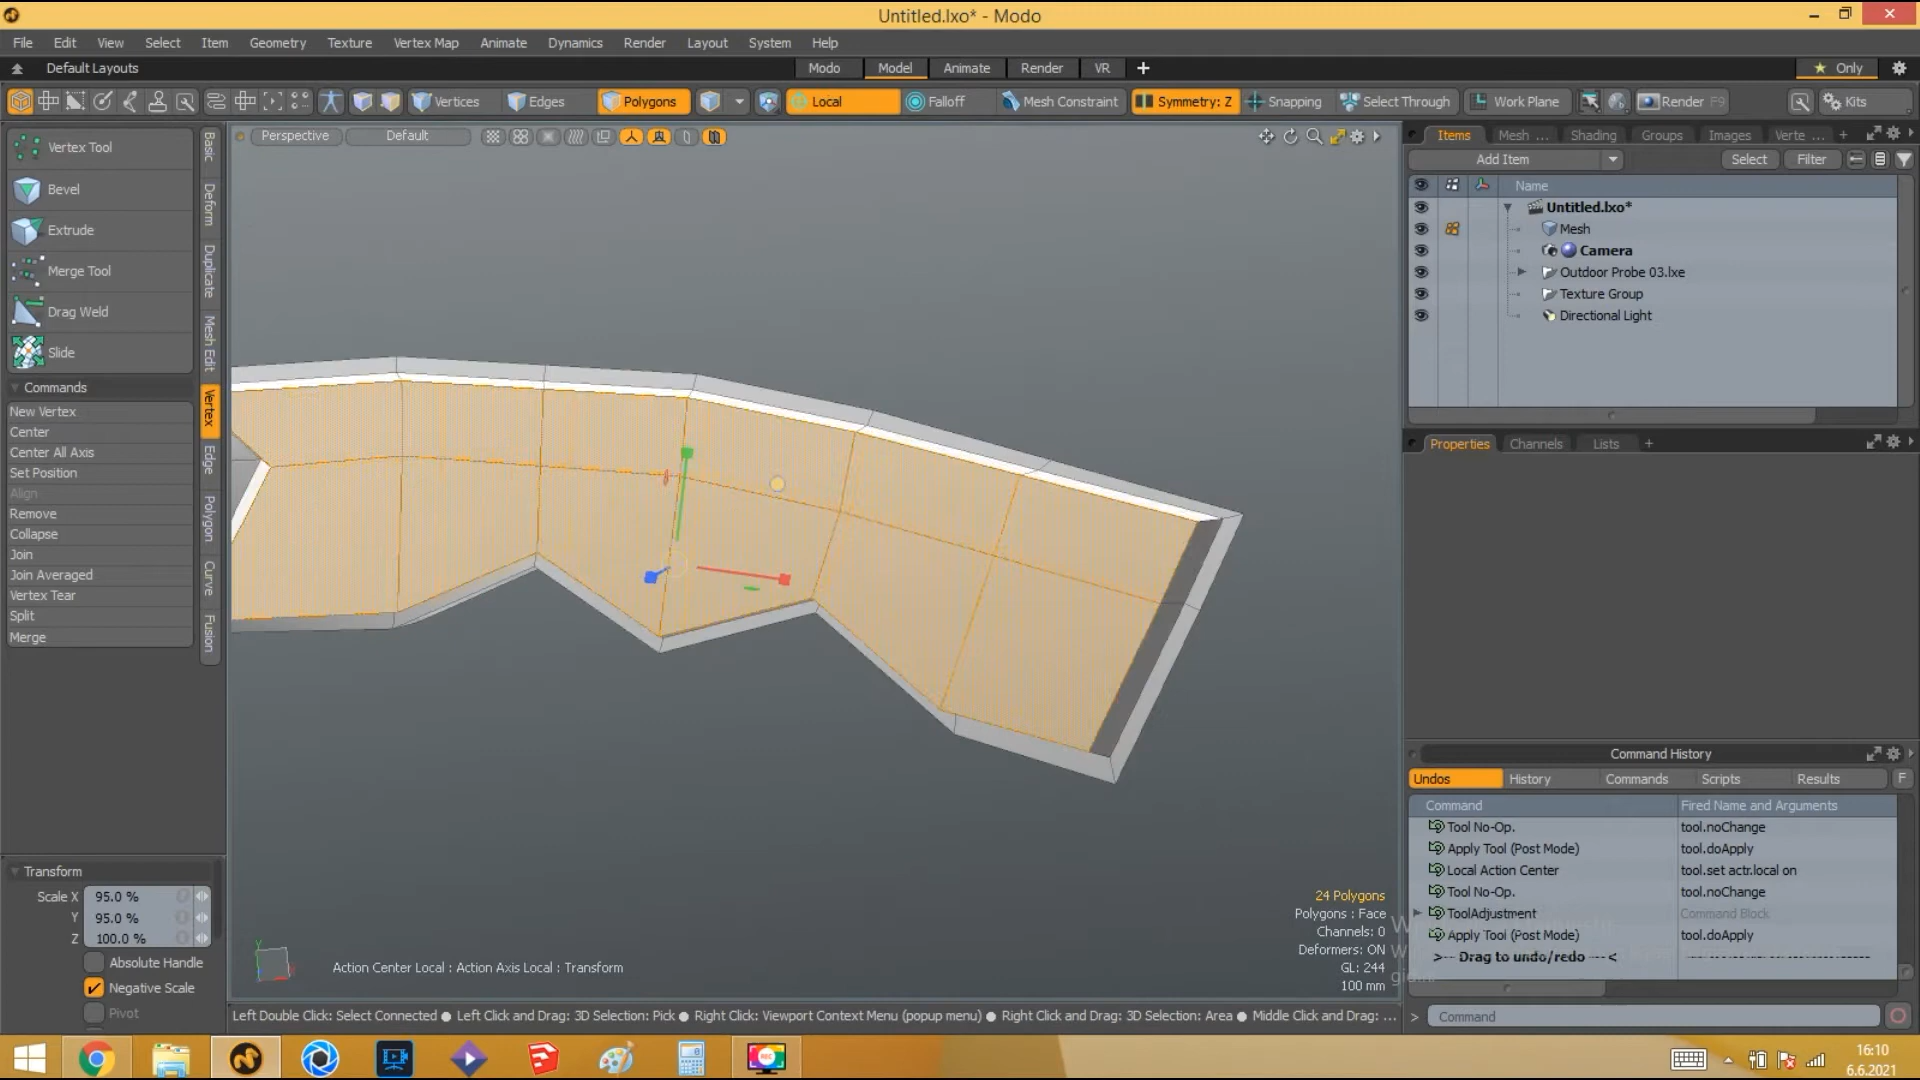 Untitled.lxo* - Modo
File Edit View Select Item Geometry Texture Vertex Map Animate Dynamics Render Layout System Help
Default Layouts Modo Model Animate Render VR + Only
Vertices Edges Polygons Local Falloff Mesh Constraint Symmetry: Z Snapping Select Through Work Plane Render F9 Kits
Vertex Tool
Bevel
Extrude
Merge Tool
Drag Weld
Slide
Commands
New Vertex
Center
Center All Axis
Set Position
Align
Remove
Collapse
Join
Join Averaged
Vertex Tear
Split
Merge
Basic
Deform
Duplicate
Mesh Edit
Vertex
Edge
Polygon
Curve
Fusion
Transform
Scale X 95.0 %
Y 95.0 %
Z 100.0 %
Absolute Handle
Negative Scale
Pivot
Perspective Default
24 Polygons
Polygons : Face
Channels: 0
Deformers: ON
GL: 244
100 mm
Action Center Local : Action Axis Local : Transform
Left Double Click: Select Connected ● Left Click and Drag: 3D Selection: Pick ● Right Click: Viewport Context Menu (popup menu) ● Right Click and Drag: 3D Selection: Area ● Middle Click and Drag: ...
Items Mesh ... Shading Groups Images Verte ... +
Add Item Select Filter
Name
Untitled.lxo*
Mesh
Camera
Outdoor Probe 03.lxe
Texture Group
Directional Light
Properties Channels Lists +
Command History
Undos History Commands Scripts Results F
Command Fired Name and Arguments
Tool No-Op. tool.noChange
Apply Tool (Post Mode) tool.doApply
Local Action Center tool.set actr.local on
Tool No-Op. tool.noChange
ToolAdjustment Command Block
Apply Tool (Post Mode) tool.doApply
>--- Drag to undo/redo ---<
> Command
16:10
6.6.2021